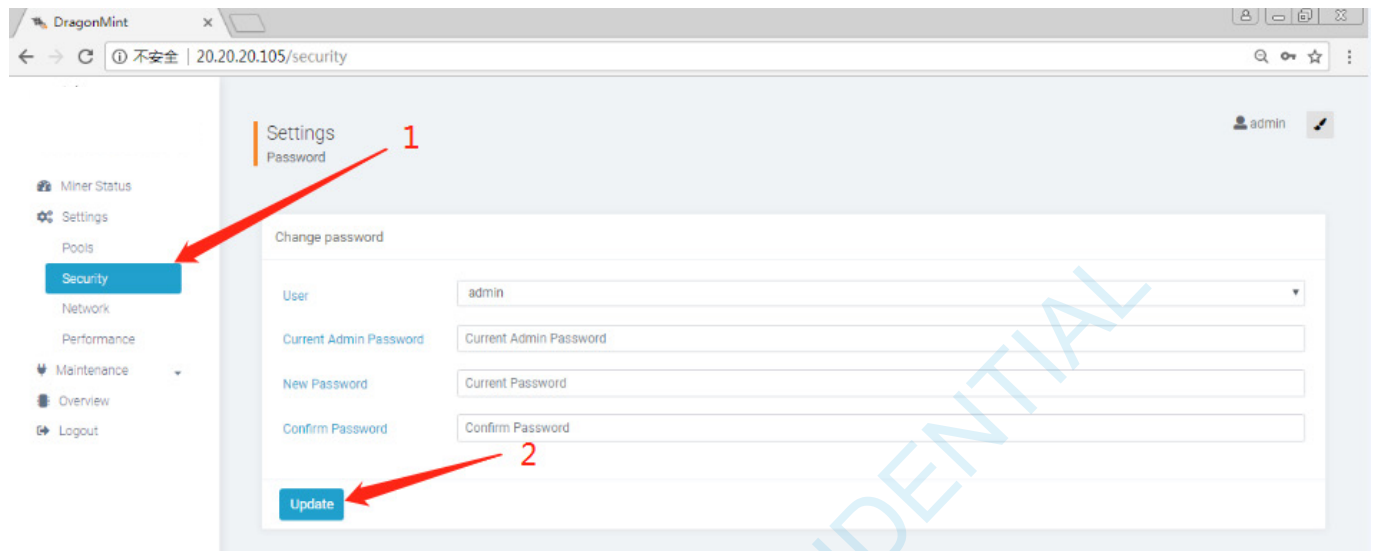 DragonMint
不安全 | 20.20.20.105/security
Settings
Password
1
admin
Miner Status
Settings
Pools
Security
Network
Performance
Maintenance
Overview
Logout
Change password
User
admin
Current Admin Password
Current Admin Password
New Password
Current Password
Confirm Password
Confirm Password
2
Update